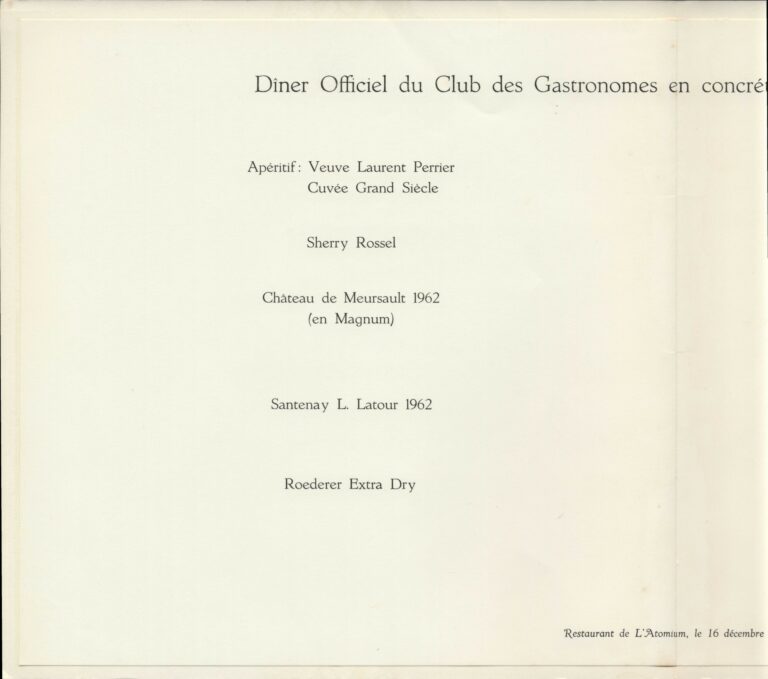 Dîner Officiel du Club des Gastronomes en
Apéritif: Veuve Laurent Perrier
Cuvée Grand Siècle
Sherry Rossel
Château de Meursault 1962
(en Magnum)
Santenay L. Latour 1962
Roederer Extra Dry
Restaurant de L'Atomium, le 16 décembre